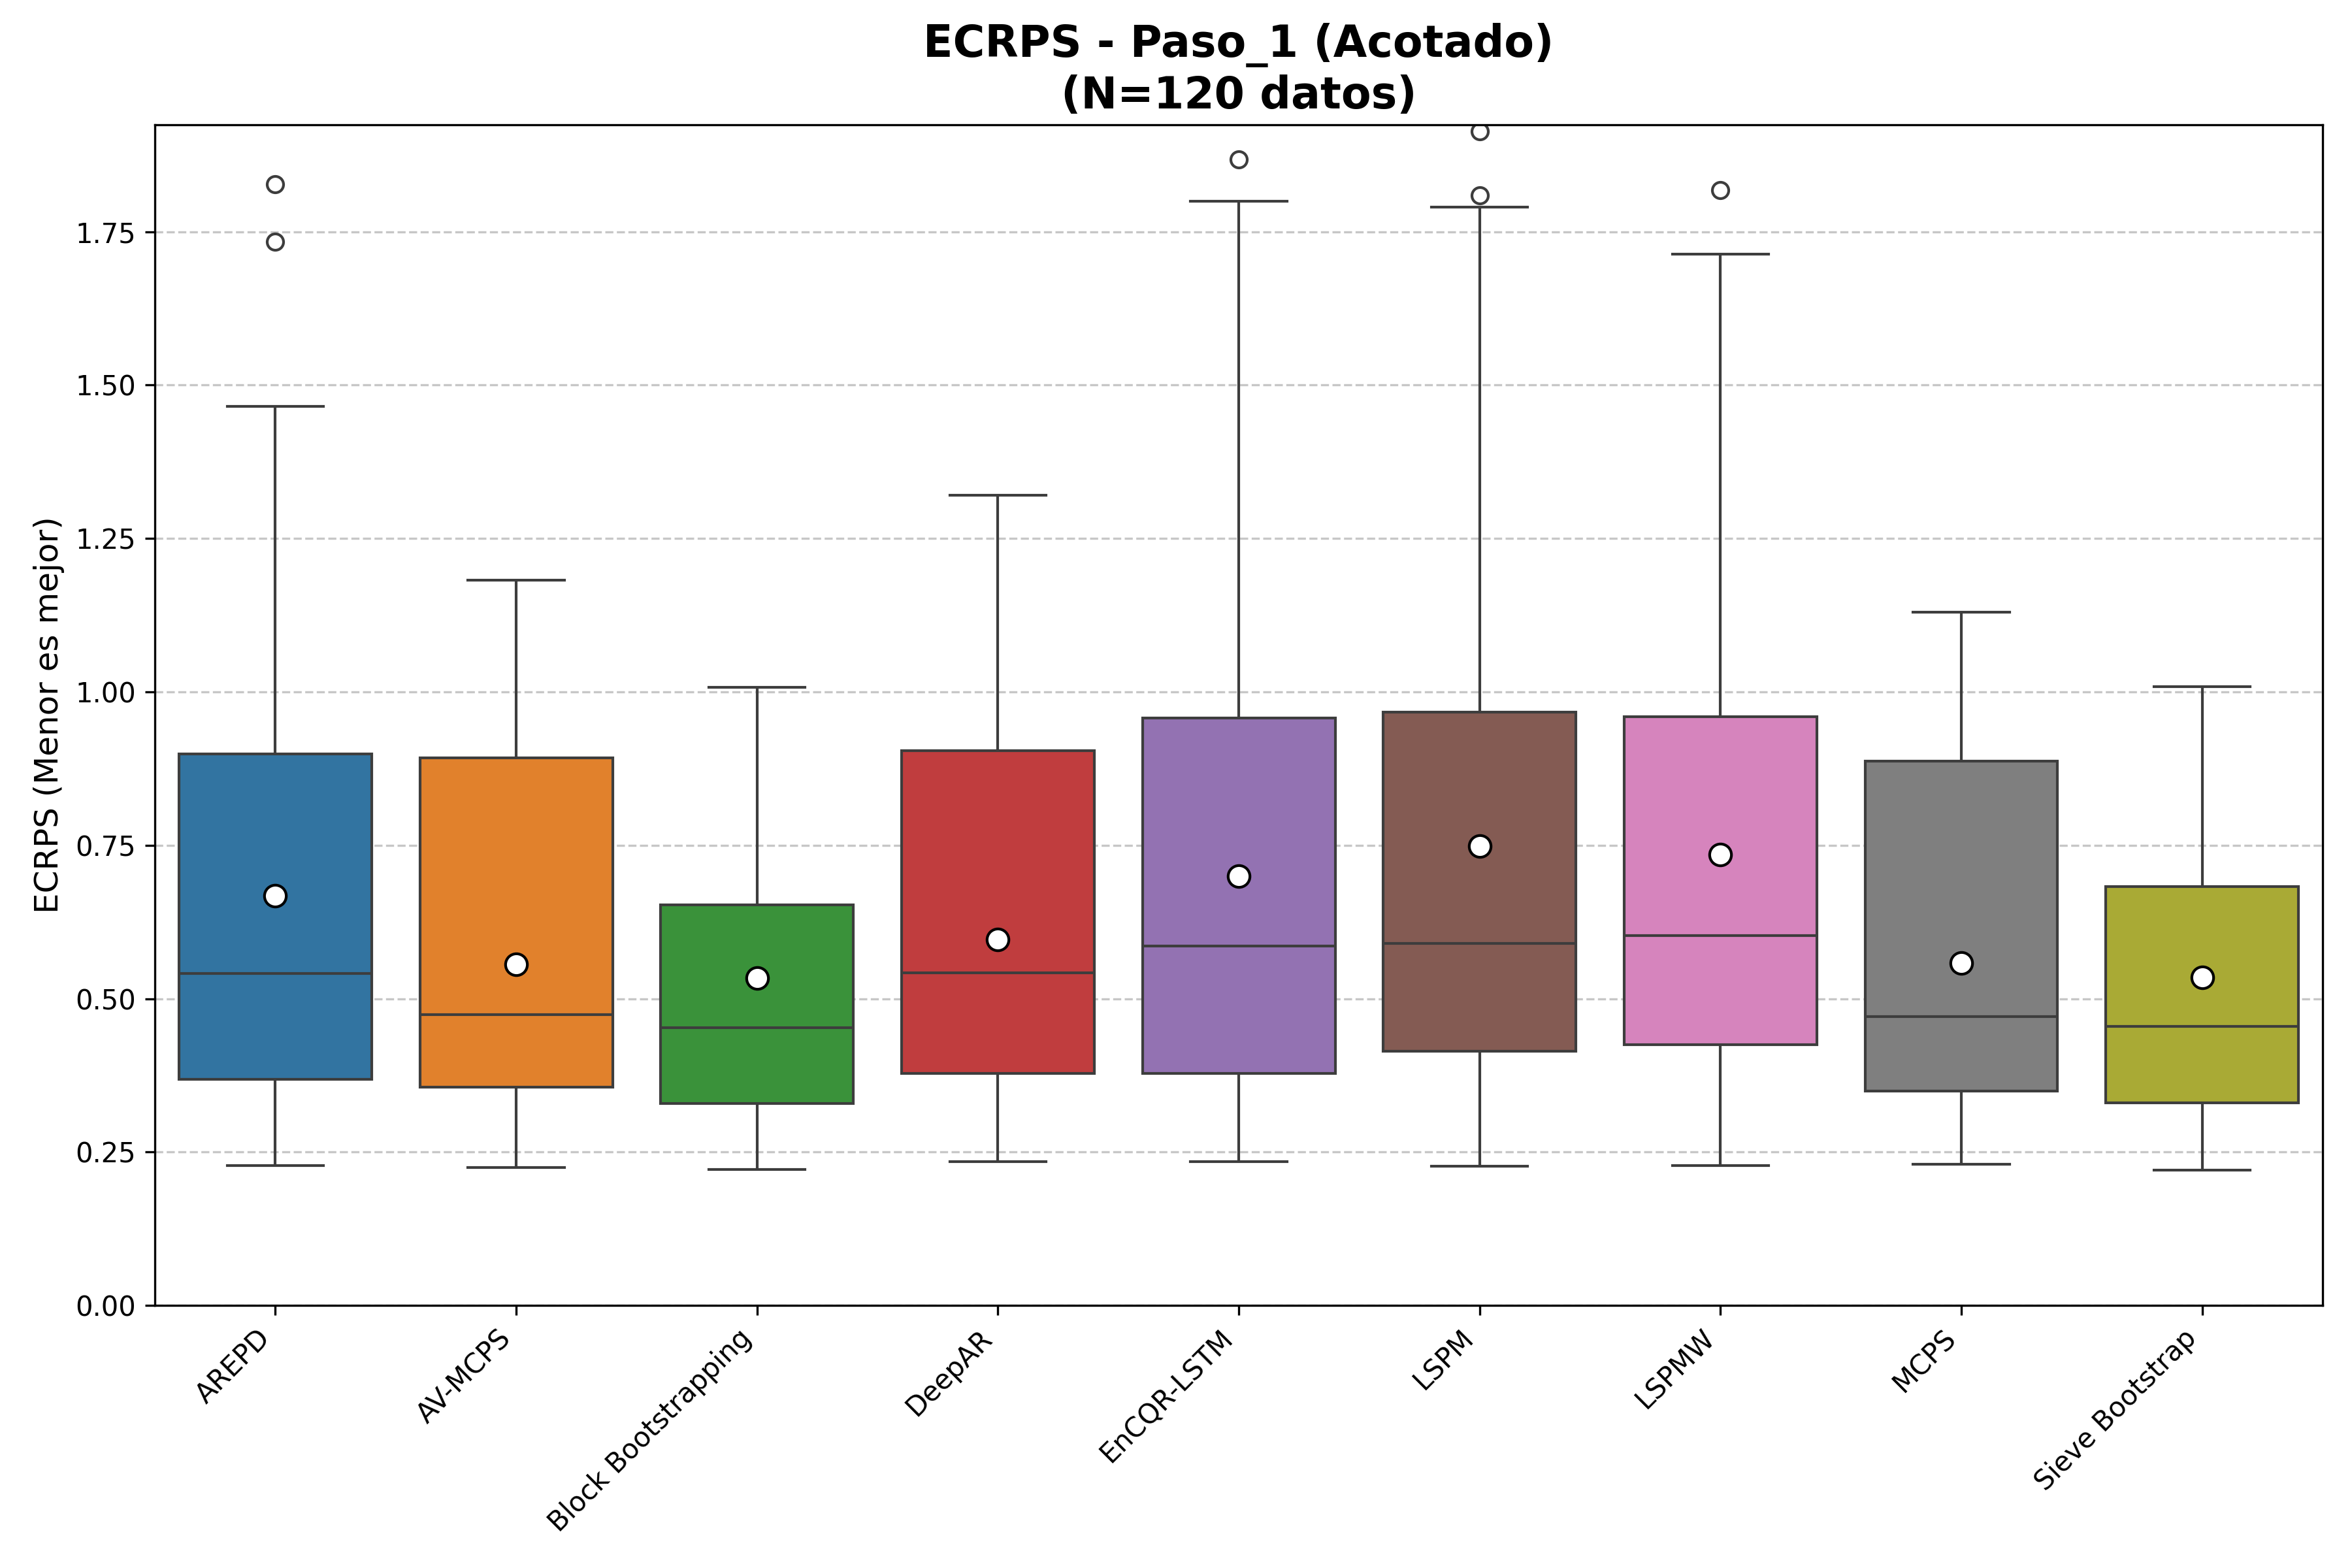 ECRPS - Paso_1 (Acotado)
(N=120 datos)
ECRPS (Menor es mejor)
1.75
1.50
1.25
1.00
0.75
0.50
0.25
0.00
AREPD
AV-MCPS
Block Bootstrapping
DeepAR
EnCQR-LSTM
LSPM
LSPMW
MCPS
Sieve Bootstrap